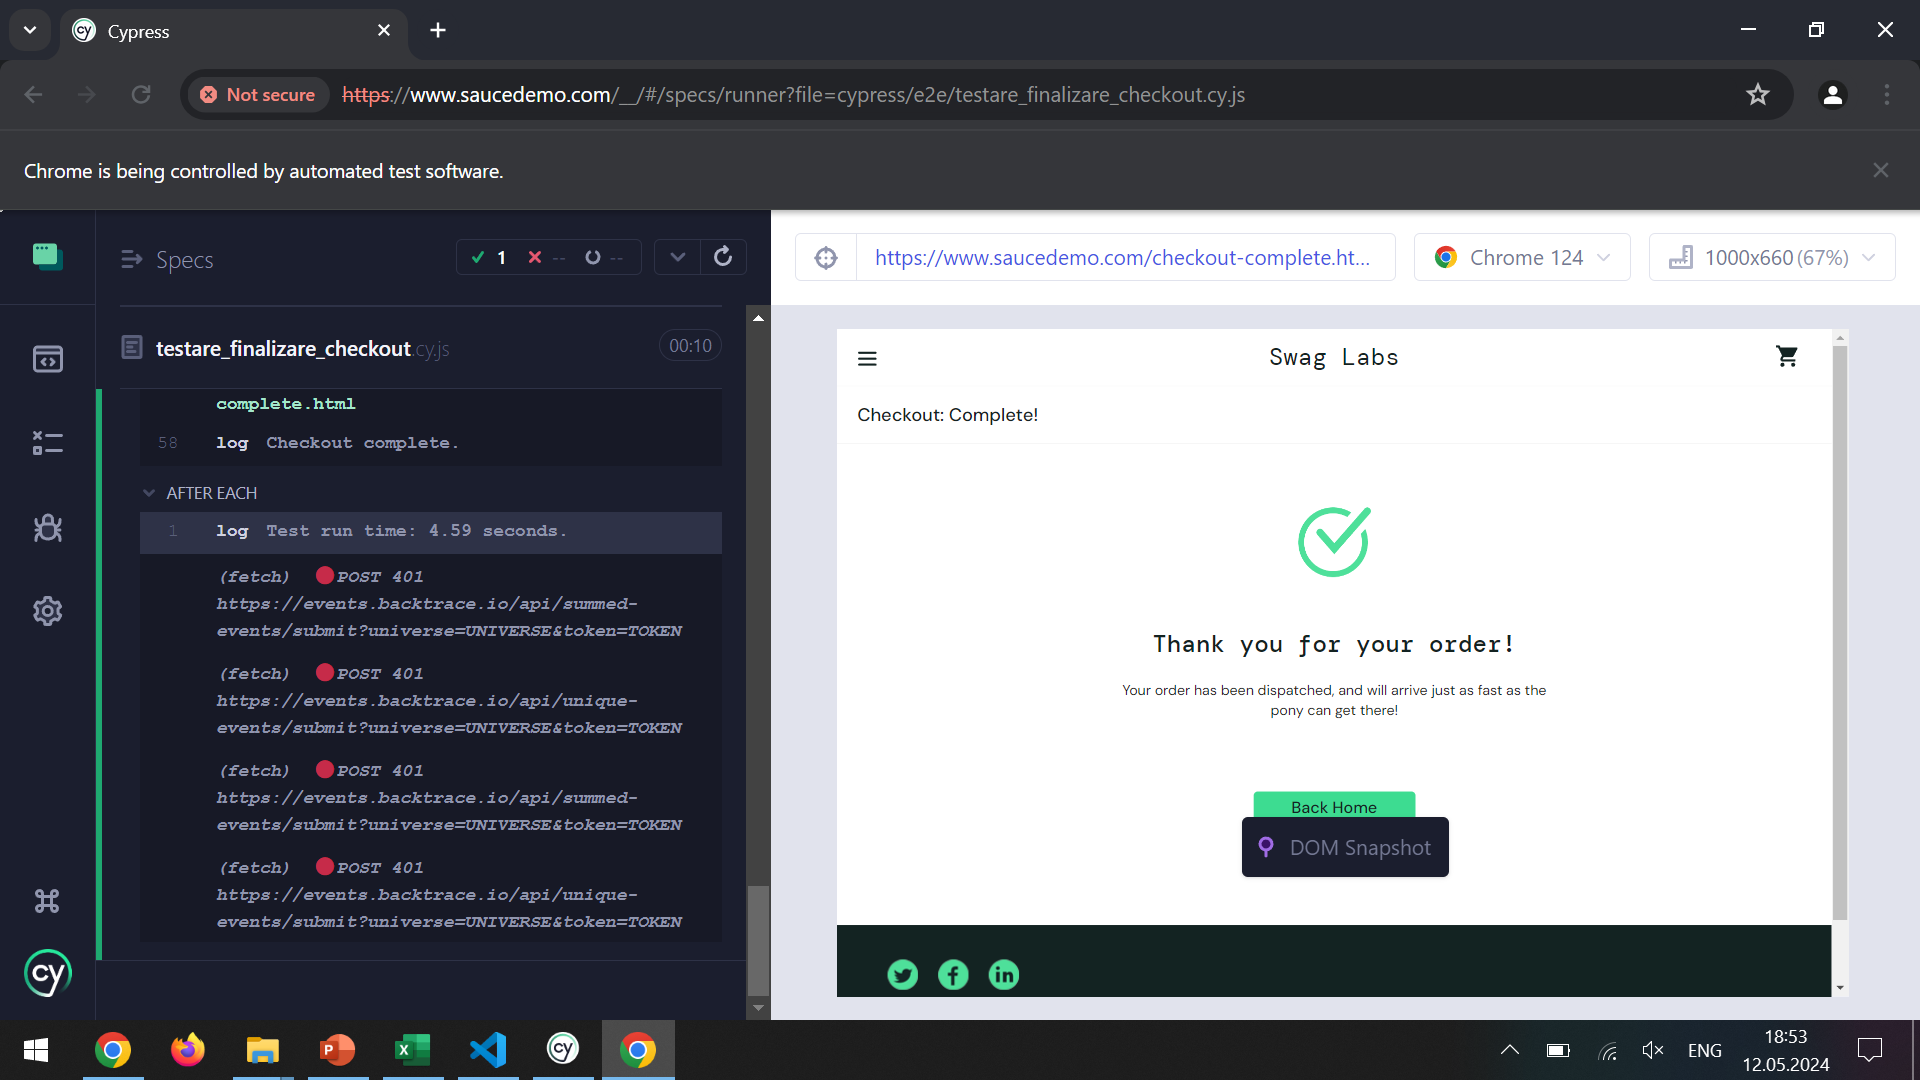 Cypress
Not secure https://www.saucedemo.com/__/#/specs/runner?file=cypress/e2e/testare_finalizare_checkout.cy.js
Chrome is being controlled by automated test software.
Specs
1 -- --
testare_finalizare_checkout.cy.js 00:10
complete.html
58 log Checkout complete.
AFTER EACH
1 log Test run time: 4.59 seconds.
(fetch) POST 401
https://events.backtrace.io/api/summed-
events/submit?universe=UNIVERSE&token=TOKEN
(fetch) POST 401
https://events.backtrace.io/api/unique-
events/submit?universe=UNIVERSE&token=TOKEN
(fetch) POST 401
https://events.backtrace.io/api/summed-
events/submit?universe=UNIVERSE&token=TOKEN
(fetch) POST 401
https://events.backtrace.io/api/unique-
events/submit?universe=UNIVERSE&token=TOKEN
cy
https://www.saucedemo.com/checkout-complete.ht...
Chrome 124
1000x660 (67%)
Swag Labs
Checkout: Complete!
Thank you for your order!
Your order has been dispatched, and will arrive just as fast as the
pony can get there!
Back Home
DOM Snapshot
ENG
18:53
12.05.2024